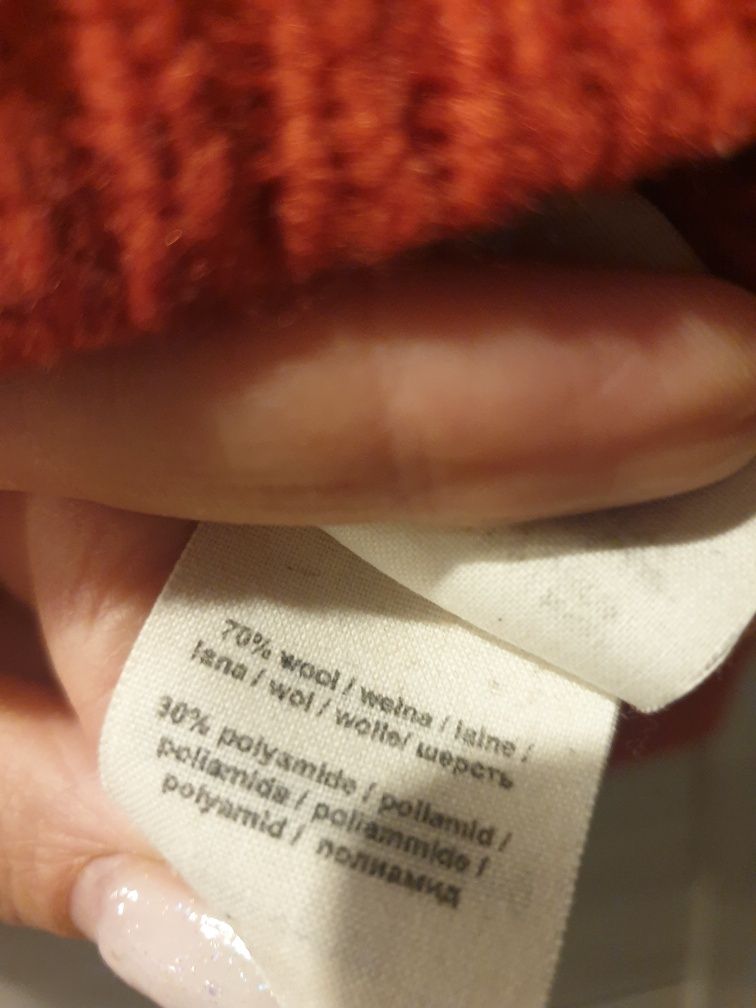 70% wool / wełna / laine /
lana / wol / wolle/ шерсть
30% polyamide / poliamid /
poliamida / poliammide /
polyamid / полиамид